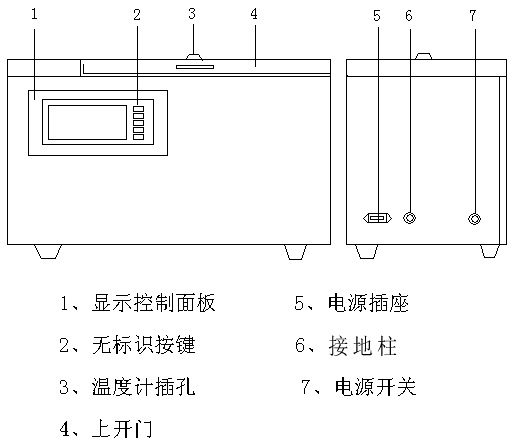 1 2 3 4 5 6 7
1、显示控制面板 5、电源插座
2、无标识按键 6、接地柱
3、温度计插孔 7、电源开关
4、上开门